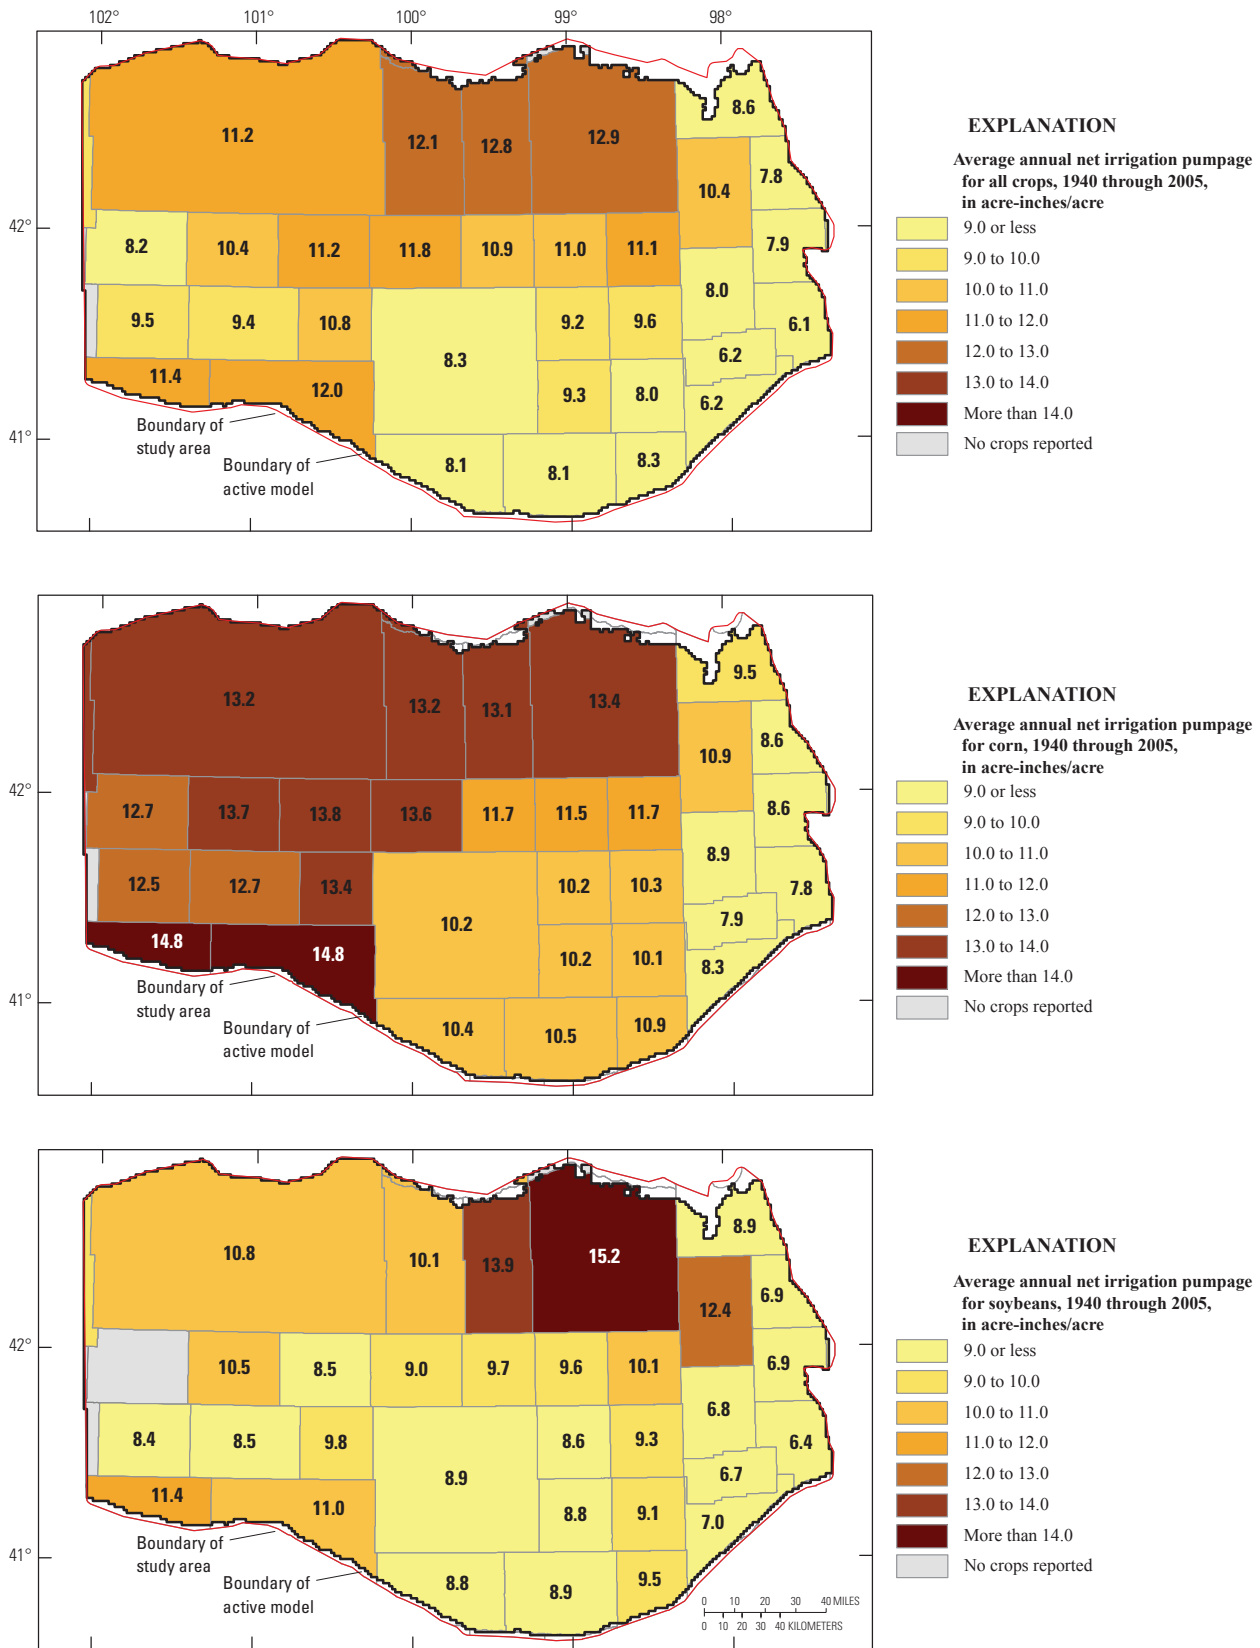 102° 101° 100° 99° 98°
8.6
11.2 12.1 12.8 12.9
10.4 7.8
42°
8.2 10.4 11.2 11.8 10.9 11.0 11.1 7.9
8.0
9.5 9.4 10.8 9.2 9.6 6.1
8.3 6.2
11.4 12.0 9.3 8.0 6.2
Boundary of
study area
41°
Boundary of
active model
8.1 8.1 8.3
EXPLANATION
Average annual net irrigation pumpage
for all crops, 1940 through 2005,
in acre-inches/acre
9.0 or less
9.0 to 10.0
10.0 to 11.0
11.0 to 12.0
12.0 to 13.0
13.0 to 14.0
More than 14.0
No crops reported
9.5
13.2 13.2 13.1 13.4
10.9 8.6
42°
12.7 13.7 13.8 13.6 11.7 11.5 11.7 8.6
8.9
12.5 12.7 13.4 10.2 10.3 7.8
10.2 7.9
14.8 14.8 10.2 10.1 8.3
Boundary of
study area
41°
Boundary of
active model
10.4 10.5 10.9
EXPLANATION
Average annual net irrigation pumpage
for corn, 1940 through 2005,
in acre-inches/acre
9.0 or less
9.0 to 10.0
10.0 to 11.0
11.0 to 12.0
12.0 to 13.0
13.0 to 14.0
More than 14.0
No crops reported
8.9
10.8 10.1 13.9 15.2
12.4 6.9
42°
10.5 8.5 9.0 9.7 9.6 10.1 6.9
6.8
8.4 8.5 9.8 8.6 9.3 6.4
8.9 6.7
11.4 11.0 8.8 9.1 7.0
Boundary of
study area
41°
Boundary of
active model
8.8 8.9 9.5
0 10 20 30 40 MILES
0 10 20 30 40 KILOMETERS
EXPLANATION
Average annual net irrigation pumpage
for soybeans, 1940 through 2005,
in acre-inches/acre
9.0 or less
9.0 to 10.0
10.0 to 11.0
11.0 to 12.0
12.0 to 13.0
13.0 to 14.0
More than 14.0
No crops reported